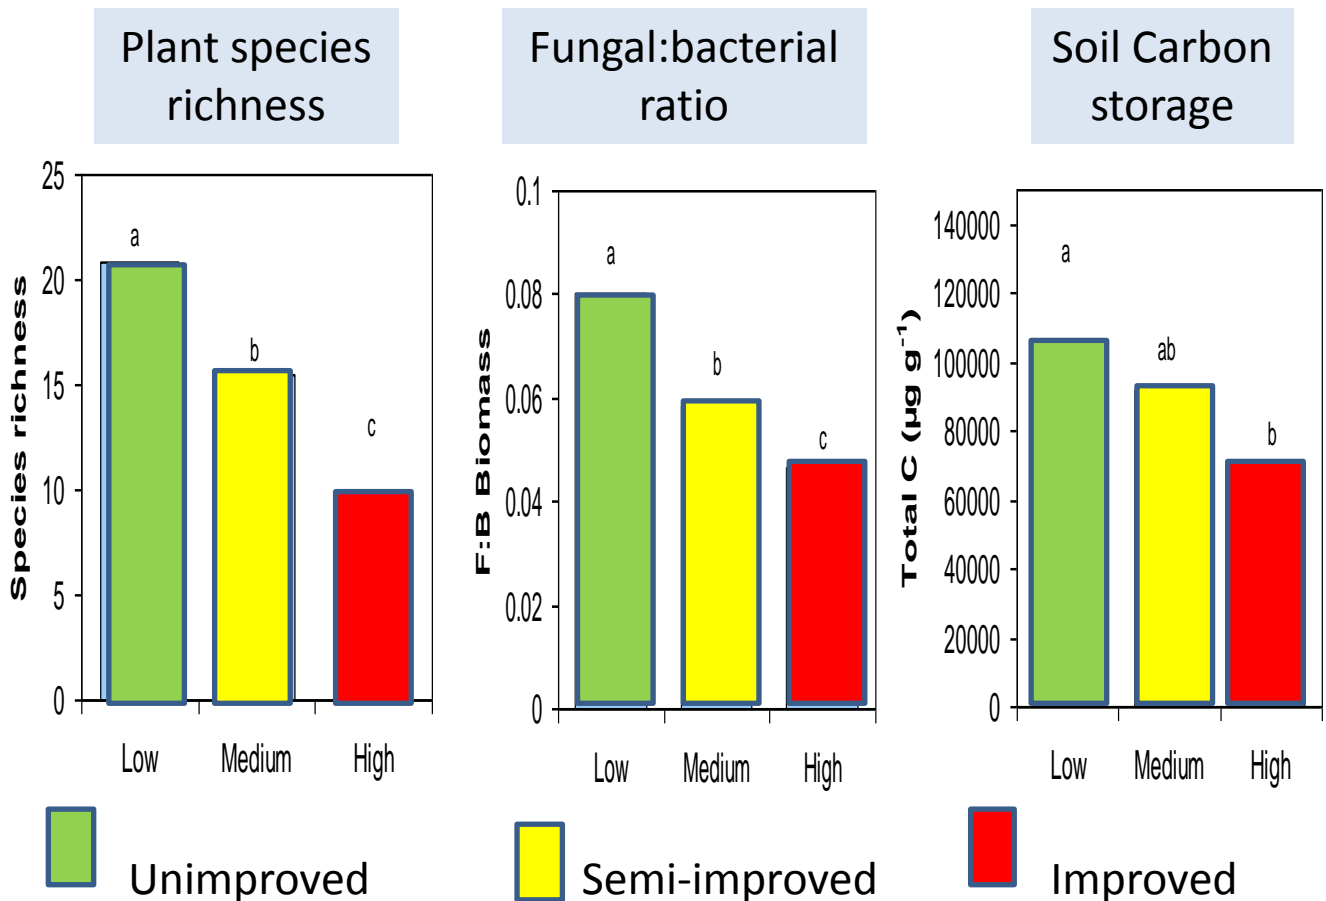 Plant species
richness
Fungal:bacterial
ratio
Soil Carbon
storage
Species richness
25
20
15
10
5
0
a
b
c
Low Medium High
F:B Biomass
0.1
0.08
0.06
0.04
0.02
0
a
b
c
Low Medium High
Total C (µg g⁻¹)
140000
120000
100000
80000
60000
40000
20000
0
a
ab
b
Low Medium High
Unimproved
Semi-improved
Improved